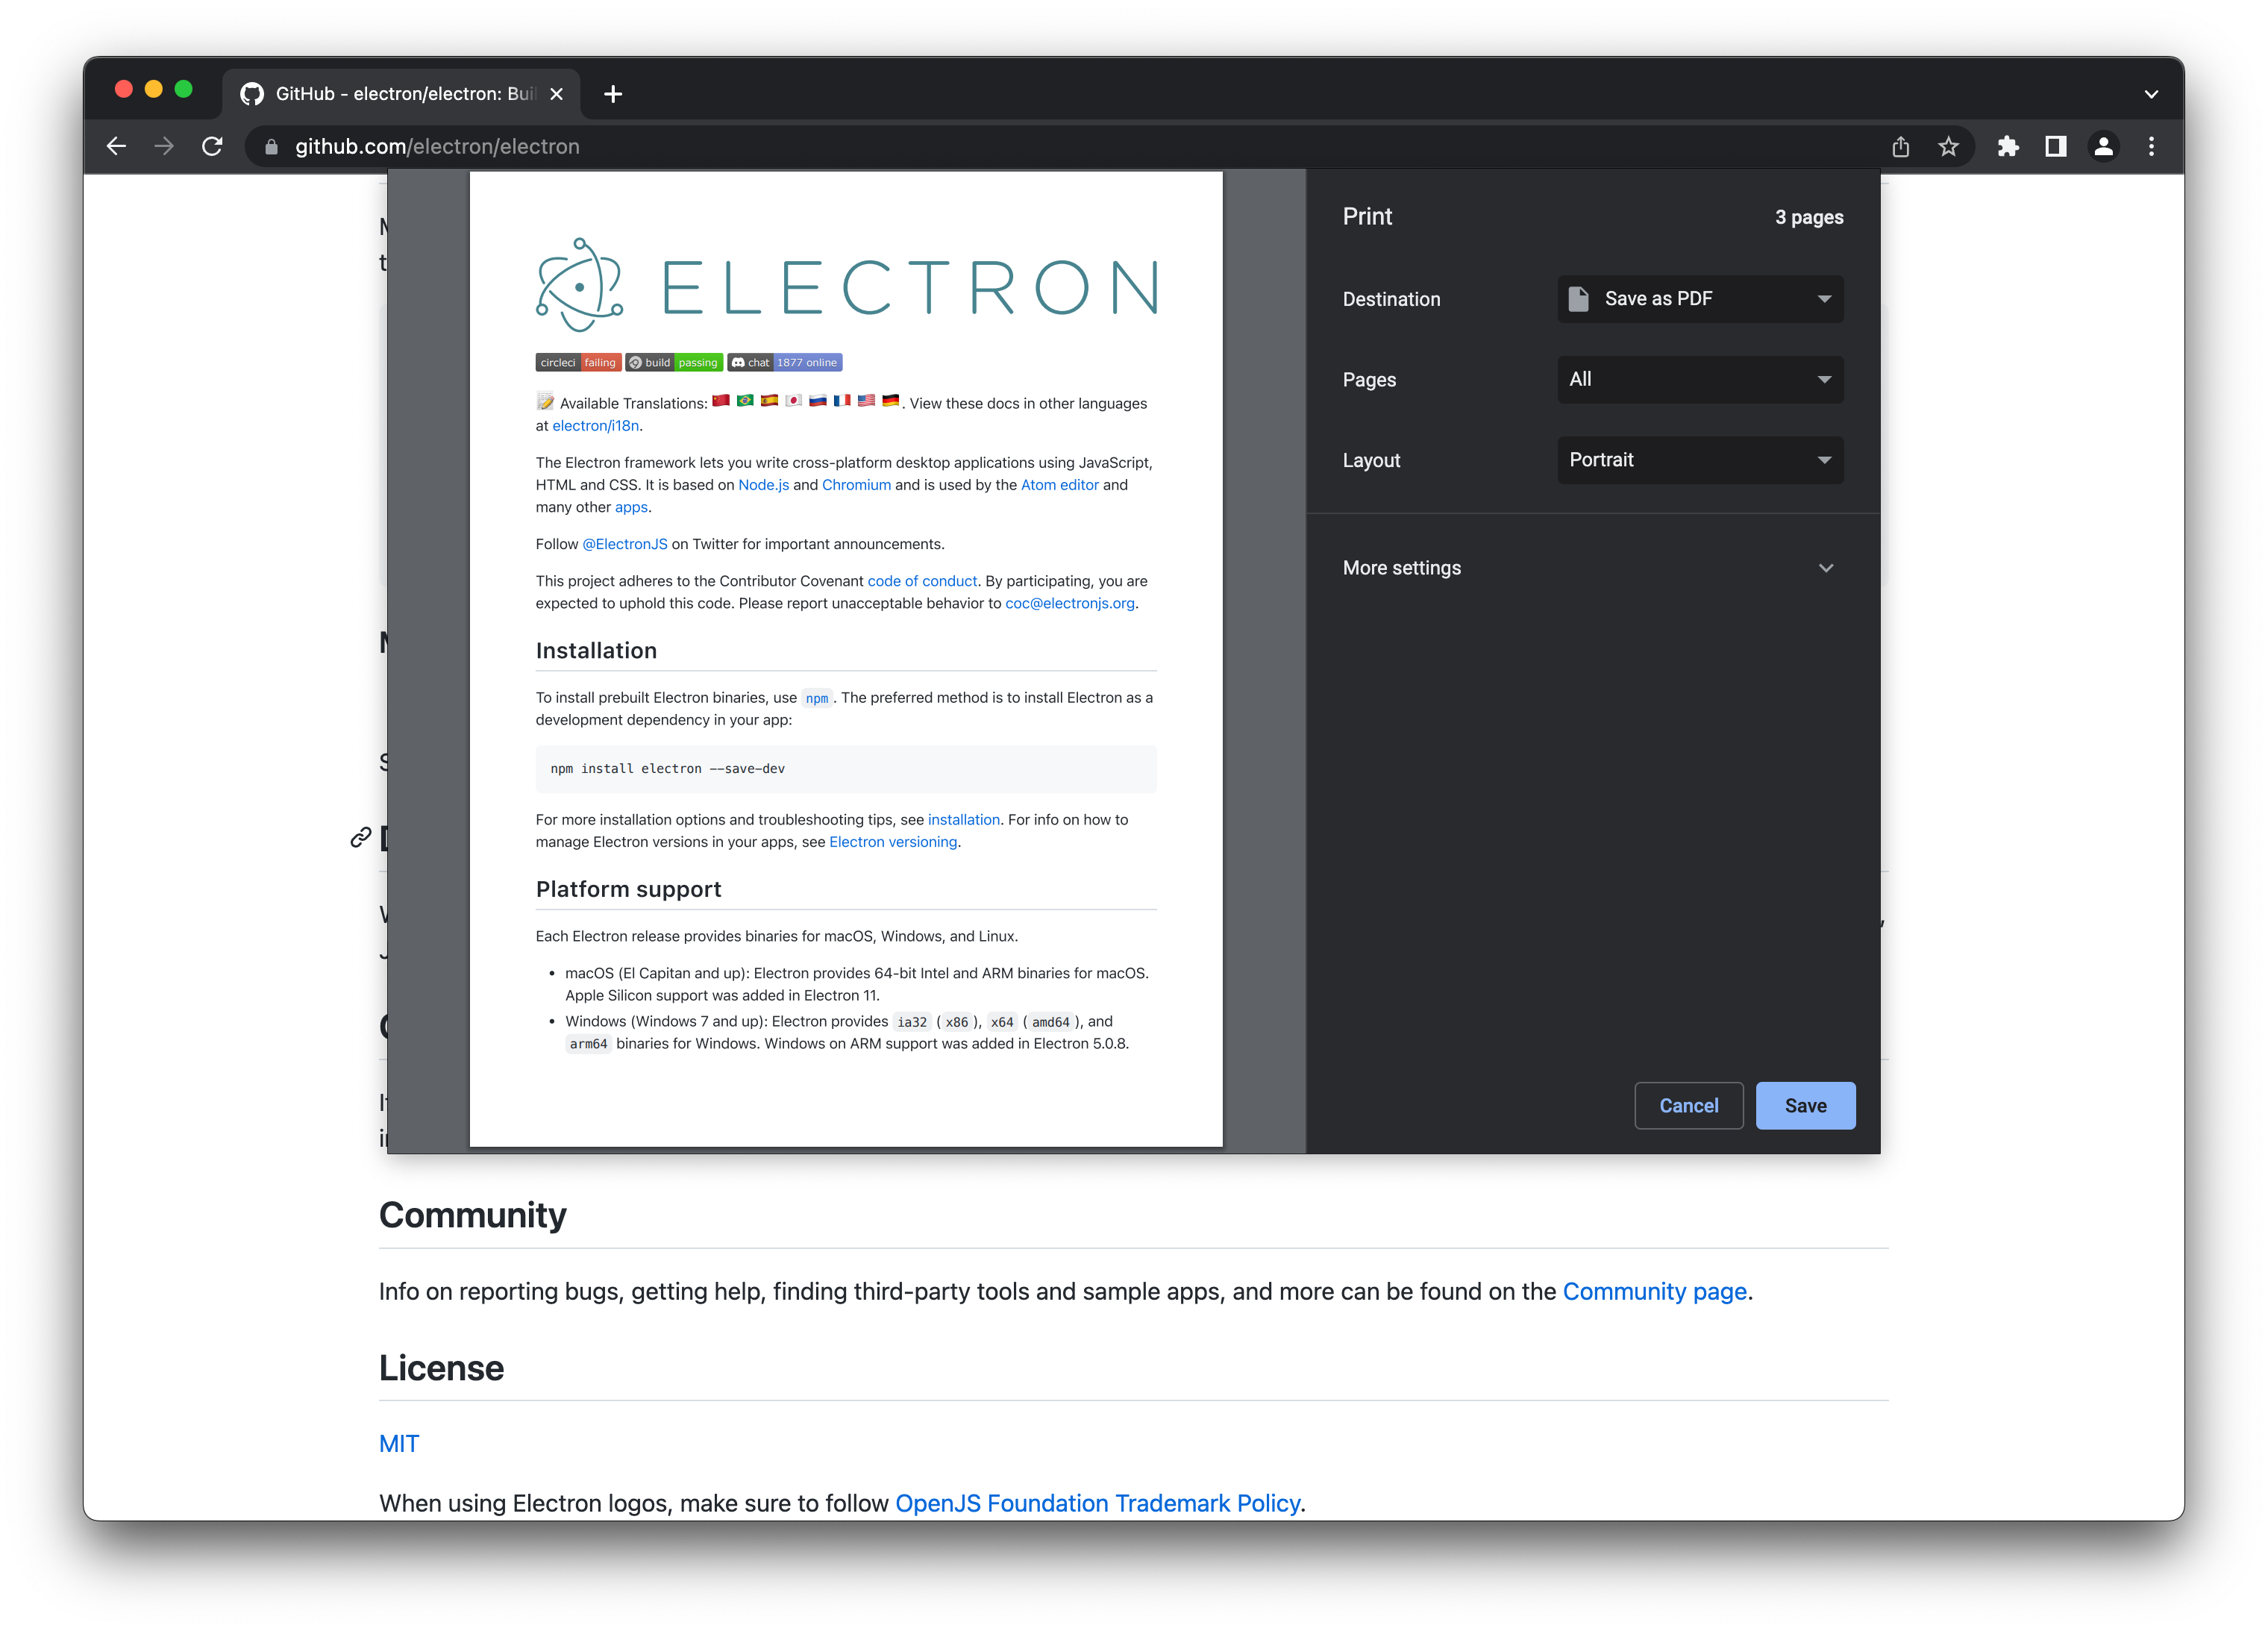 GitHub - electron/electron: Bui
github.com/electron/electron
ELECTRON
circleci failing build passing chat 1877 online
Available Translations: 🇨🇳 🇧🇷 🇪🇸 🇯🇵 🇷🇺 🇫🇷 🇺🇸 🇩🇪. View these docs in other languages
at electron/i18n.
The Electron framework lets you write cross-platform desktop applications using JavaScript,
HTML and CSS. It is based on Node.js and Chromium and is used by the Atom editor and
many other apps.
Follow @ElectronJS on Twitter for important announcements.
This project adheres to the Contributor Covenant code of conduct. By participating, you are
expected to uphold this code. Please report unacceptable behavior to coc@electronjs.org.
Installation
To install prebuilt Electron binaries, use npm. The preferred method is to install Electron as a
development dependency in your app:
npm install electron --save-dev
For more installation options and troubleshooting tips, see installation. For info on how to
manage Electron versions in your apps, see Electron versioning.
Platform support
Each Electron release provides binaries for macOS, Windows, and Linux.
• macOS (El Capitan and up): Electron provides 64-bit Intel and ARM binaries for macOS.
Apple Silicon support was added in Electron 11.
• Windows (Windows 7 and up): Electron provides ia32 (x86), x64 (amd64), and
arm64 binaries for Windows. Windows on ARM support was added in Electron 5.0.8.
Print 3 pages
Destination Save as PDF
Pages All
Layout Portrait
More settings
Cancel Save
Community
Info on reporting bugs, getting help, finding third-party tools and sample apps, and more can be found on the Community page.
License
MIT
When using Electron logos, make sure to follow OpenJS Foundation Trademark Policy.